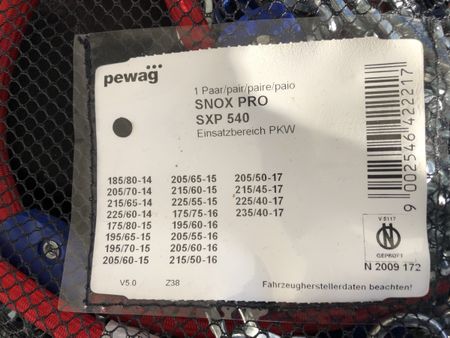 pewag
1 Paar/pair/paire/paio
SNOX PRO
SXP 540
Einsatzbereich PKW
185/80-14 205/65-15 205/50-17
205/70-14 215/60-15 215/45-17
215/65-14 225/55-15 225/40-17
225/60-14 175/75-16 235/40-17
175/80-15 195/60-16
195/65-15 205/55-16
195/70-15 205/60-16
205/60-15 215/50-16
V5.0 Z38
Fahrzeugherstellerdaten beachten!
9 002546 422217
V 5117
GEPRÜFT
N 2009 172